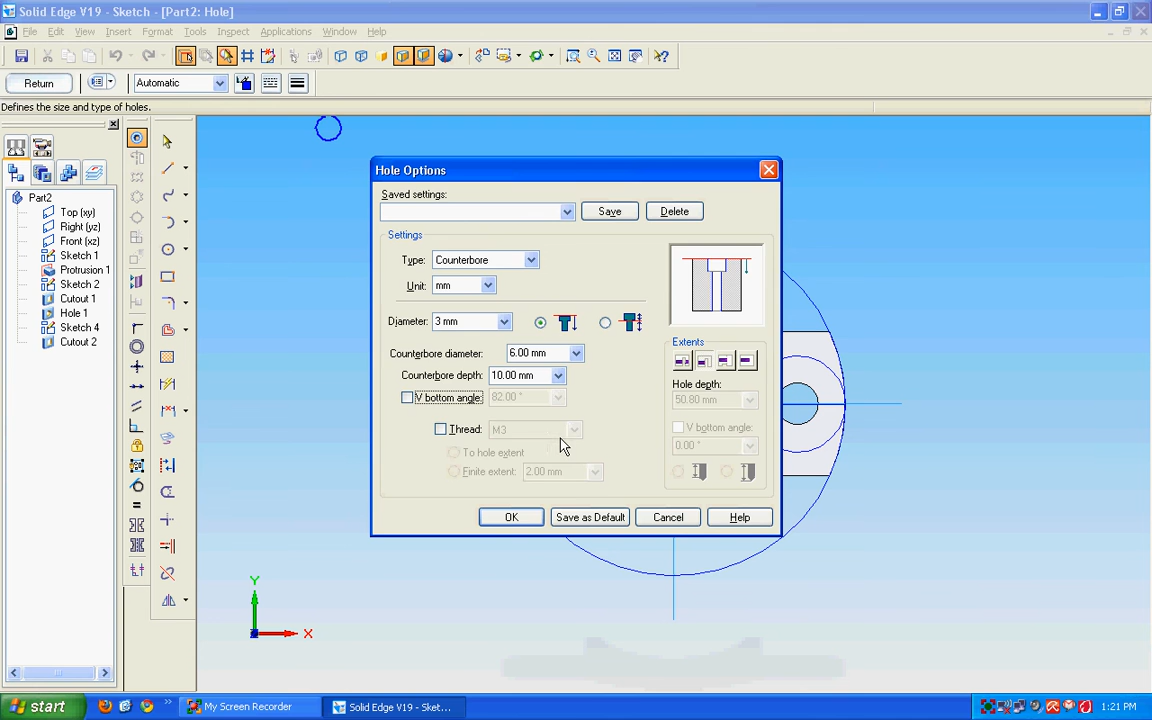 Solid Edge V19 - Sketch - [Part2: Hole]
File Edit View Insert Format Tools Inspect Applications Window Help
Return
Automatic
Defines the size and type of holes.
Part2
Top (xy)
Right (yz)
Front (xz)
Sketch 1
Protrusion 1
Sketch 2
Cutout 1
Hole 1
Sketch 4
Cutout 2
Hole Options
Saved settings:
Save
Delete
Settings
Type: Counterbore
Unit: mm
Diameter: 3 mm
Counterbore diameter: 6.00 mm
Counterbore depth: 10.00 mm
V bottom angle: 82.00 °
Thread: M3
To hole extent
Finite extent: 2.00 mm
Extents
Hole depth:
50.80 mm
V bottom angle:
0.00 °
OK
Save as Default
Cancel
Help
Y
X
start
My Screen Recorder
Solid Edge V19 - Sket...
1:21 PM